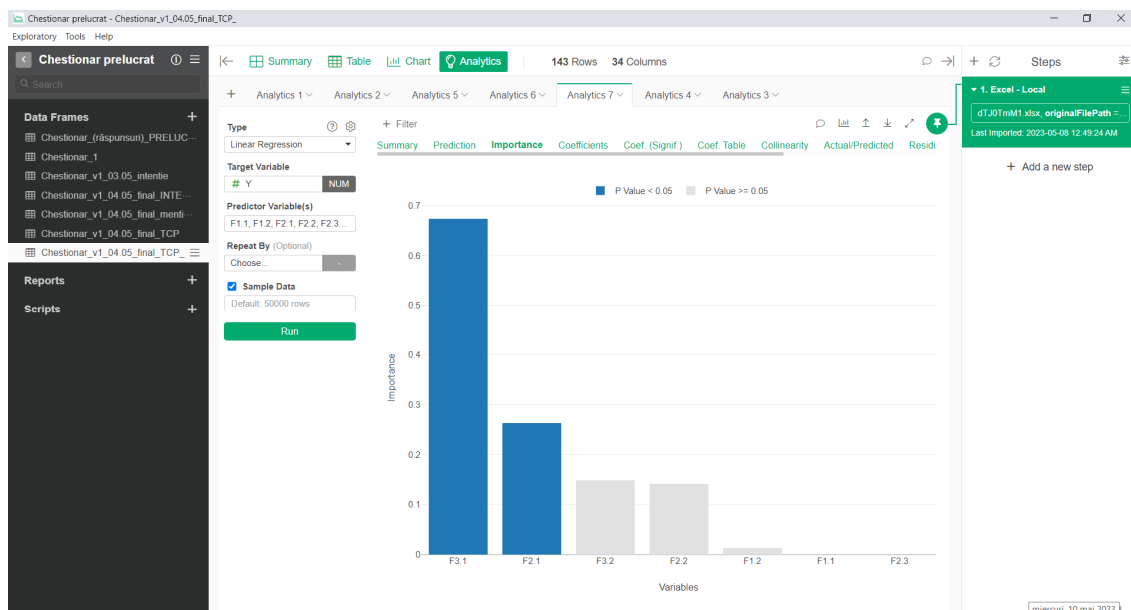 Chestionar prelucrat - Chestionar_v1_04.05_final_TCP_
Exploratory Tools Help
Chestionar prelucrat
Search
Data Frames
Chestionar_(răspunsuri)_PRELUC···
Chestionar_1
Chestionar_v1_03.05_intentie
Chestionar_v1_04.05_final_INTE···
Chestionar_v1_04.05_final_menti···
Chestionar_v1_04.05_final_TCP
Chestionar_v1_04.05_final_TCP_
Reports
Scripts
Summary Table Chart Analytics 143 Rows 34 Columns
Analytics 1 Analytics 2 Analytics 5 Analytics 6 Analytics 7 Analytics 4 Analytics 3
Type
Linear Regression
Target Variable
# Y NUM
Predictor Variable(s)
F1.1, F1.2, F2.1, F2.2, F2.3...
Repeat By (Optional)
Choose... -
Sample Data
Default: 50000 rows
Run
+ Filter
Summary Prediction Importance Coefficients Coef. (Signif.) Coef. Table Collinearity Actual/Predicted Residu
P Value < 0.05 P Value >= 0.05
0.7
0.6
0.5
0.4
0.3
0.2
0.1
0
Importance
F3.1 F2.1 F3.2 F2.2 F1.2 F1.1 F2.3
Variables
Steps
1. Excel - Local
dTJ0TmM1.xlsx, originalFilePath =...
Last Imported: 2023-05-08 12:49:24 AM
+ Add a new step
miercuri, 10 mai 2023